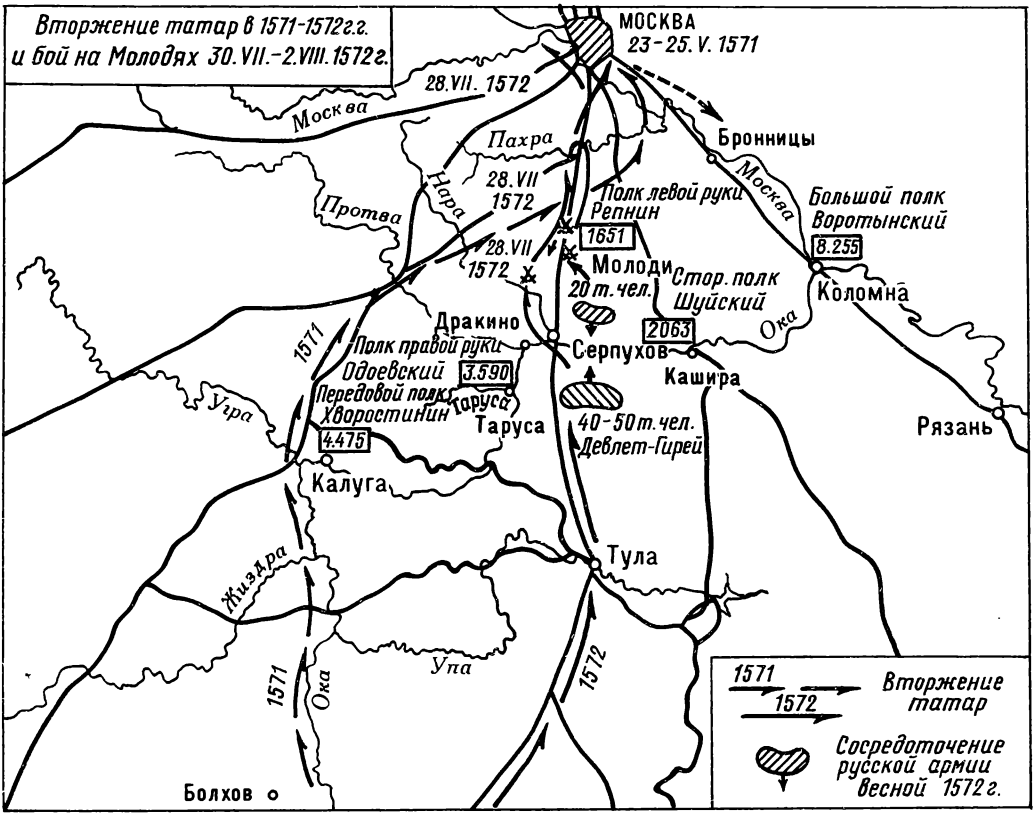 Вторжение татар в 1571-1572г.г.
и бой на Молодях 30.VII.-2.VIII.1572г.
МОСКВА
23-25.V.1571
28.VII.1572
Москва
Пахра
Бронницы
Москва
Нара
28.VII
1572
Полк левой руки
Репнин
1651
Большой полк
Воротынский
8.255
Протва
28.VII
1572
Молоди
20 т.чел.
Стор. полк
Шуйский
2063
Коломна
Ока
1571
Дракино
Серпухов
Кашира
Полк правой руки
Одоевский
3.590
Передовой полк
Хворостинин
4.475
Таруса
Таруса
Угра
40-50 т.чел.
Девлет-Гирей
Рязань
Калуга
Тула
Жиздра
Упа
1571
Ока
1572
Болхов
1571
1572
Вторжение
татар
Сосредоточение
русской армии
весной 1572г.